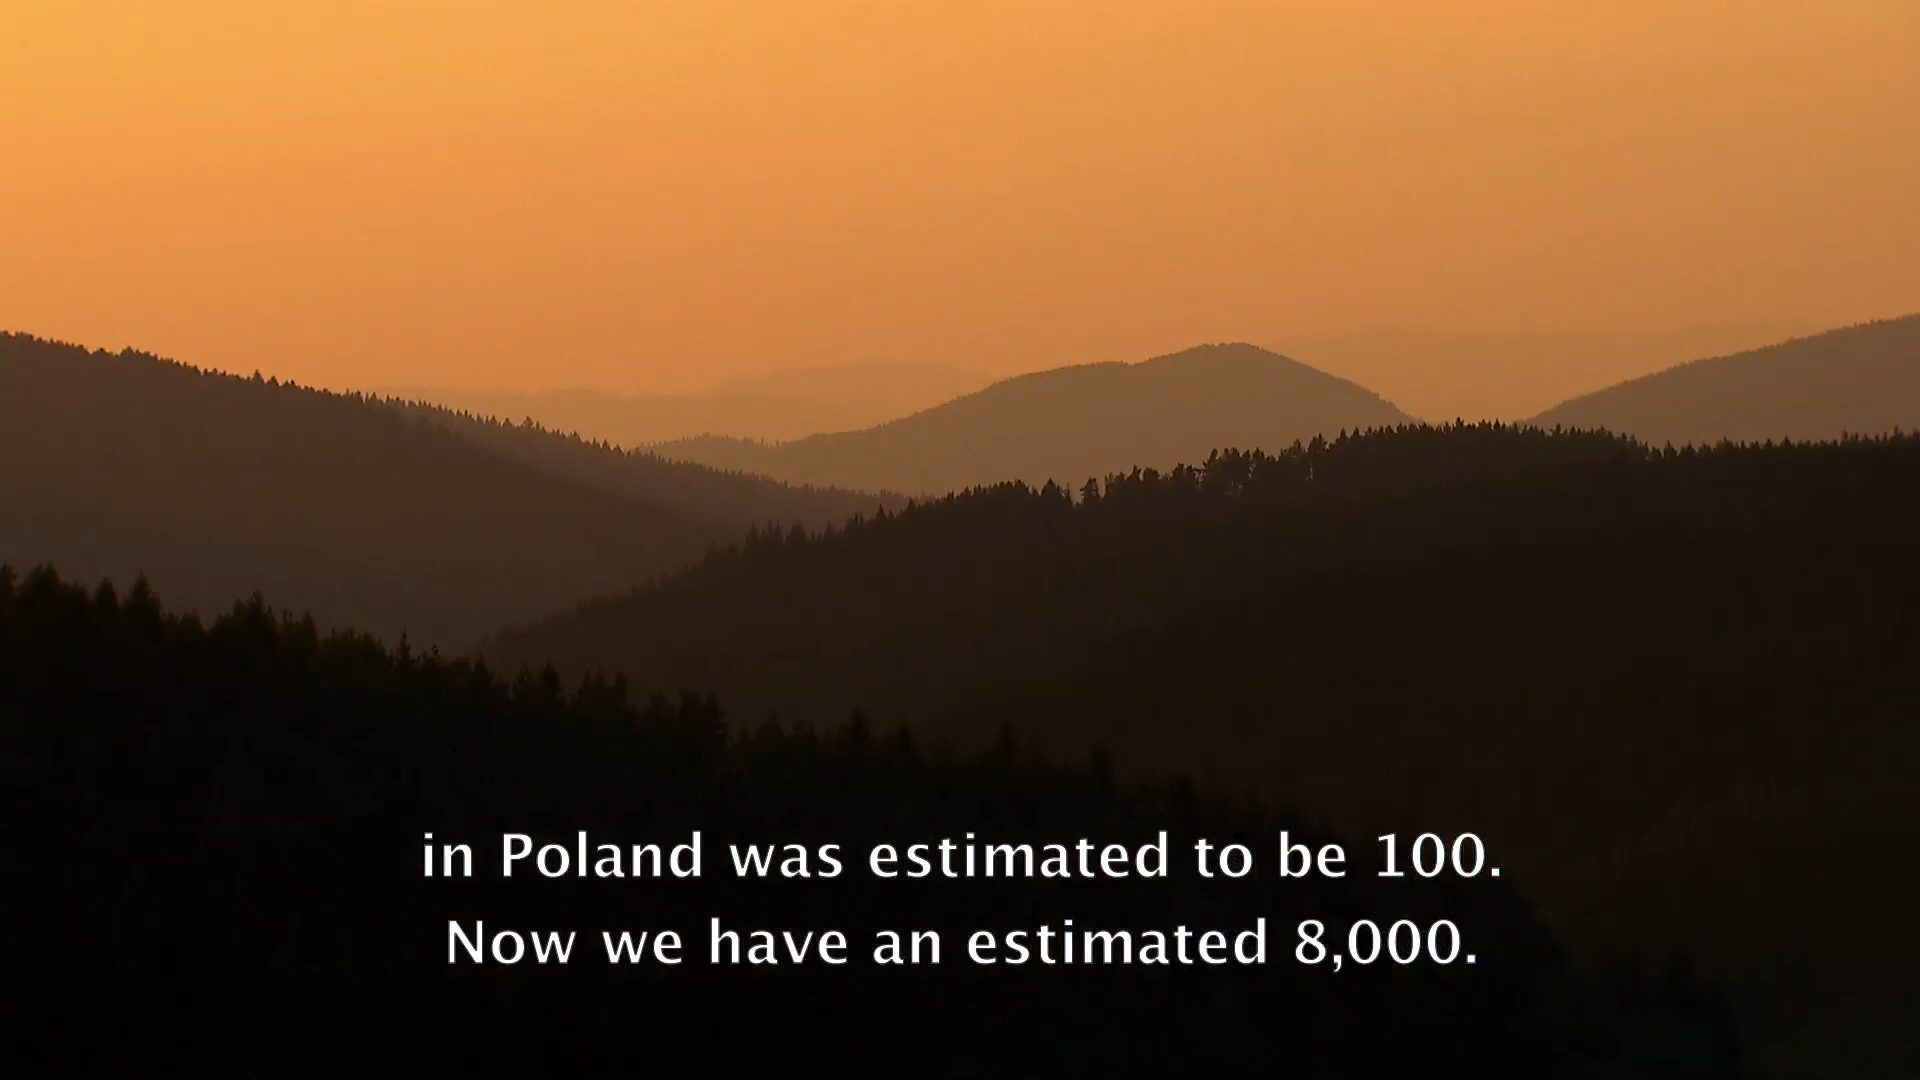 in Poland was estimated to be 100.
Now we have an estimated 8,000.